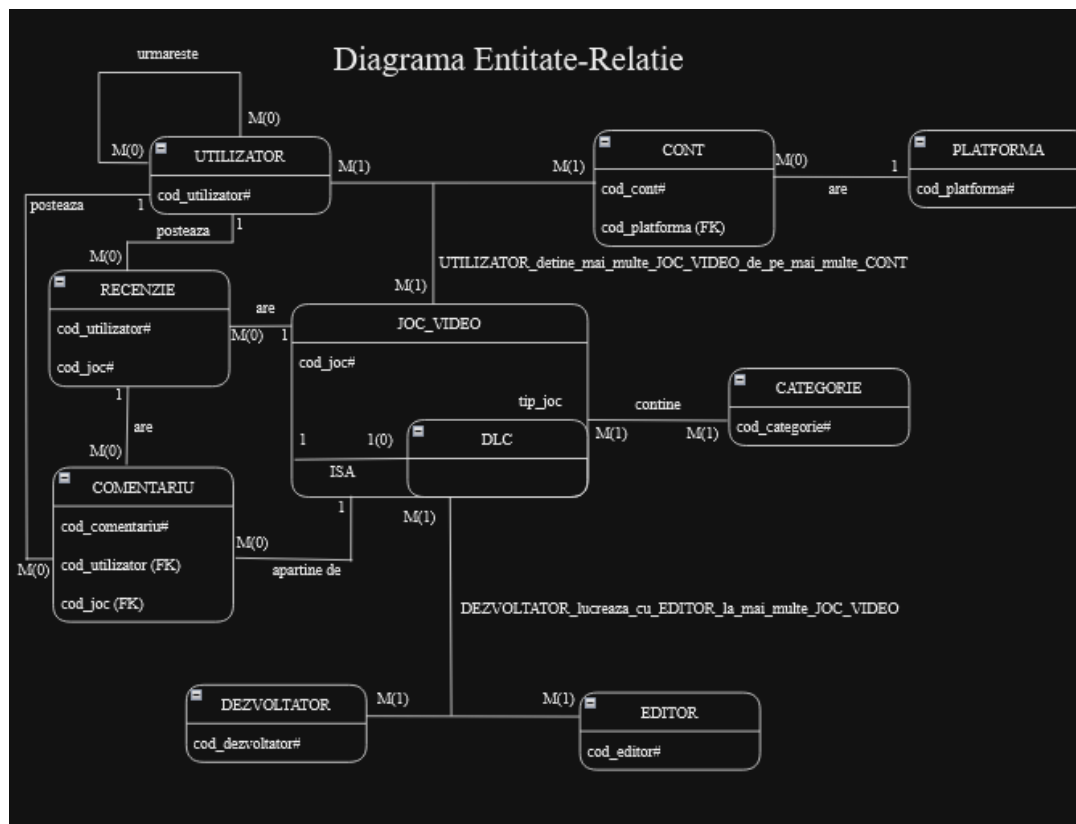 Diagrama Entitate-Relatie
urmareste
M(0)
M(0)
UTILIZATOR
cod_utilizator#
M(1)
M(1)
CONT
cod_cont#
cod_platforma (FK)
M(0)
1
are
PLATFORMA
cod_platforma#
posteaza
1
posteaza
1
M(0)
UTILIZATOR_detine_mai_multe_JOC_VIDEO_de_pe_mai_multe_CONT
M(1)
RECENZIE
cod_utilizator#
cod_joc#
are
M(0)
1
JOC_VIDEO
cod_joc#
tip_joc
1
1(0)
DLC
ISA
contine
M(1)
M(1)
CATEGORIE
cod_categorie#
1
are
M(0)
COMENTARIU
cod_comentariu#
cod_utilizator (FK)
cod_joc (FK)
M(0)
M(0)
1
apartine de
M(1)
DEZVOLTATOR_lucreaza_cu_EDITOR_la_mai_multe_JOC_VIDEO
DEZVOLTATOR
cod_dezvoltator#
M(1)
M(1)
EDITOR
cod_editor#